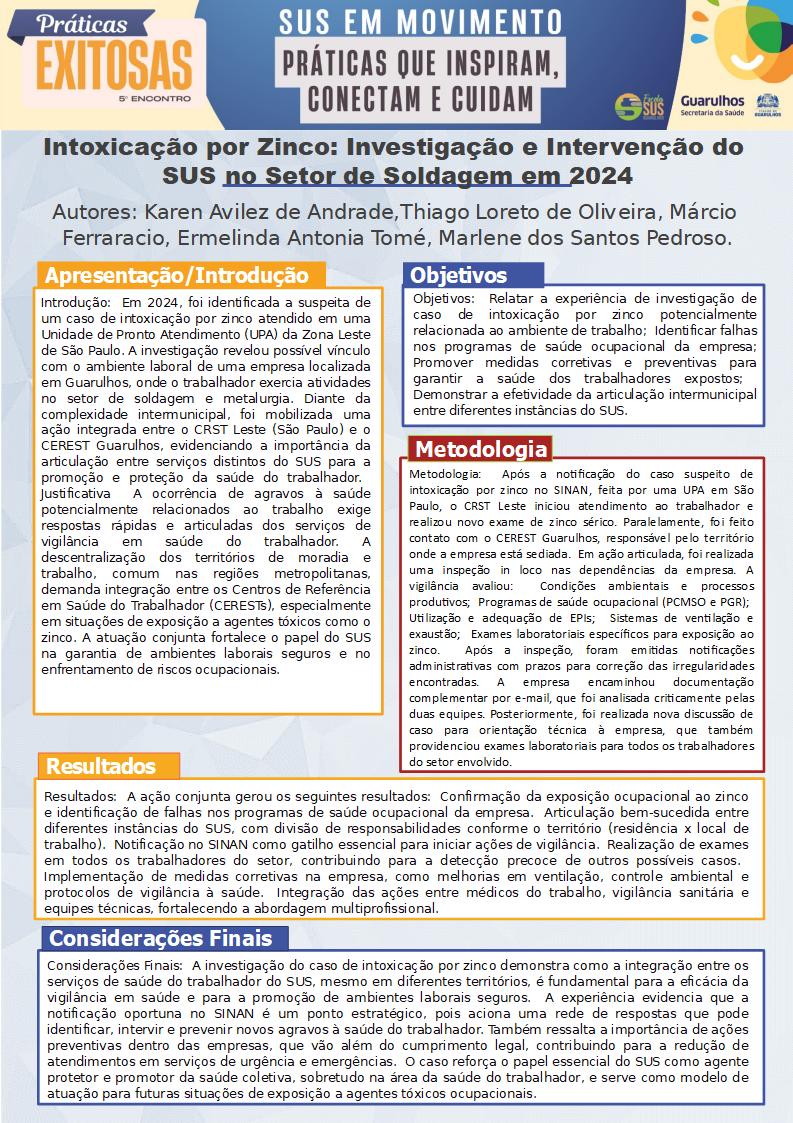 Práticas
EXITOSAS
5º ENCONTRO
SUS EM MOVIMENTO
PRÁTICAS QUE INSPIRAM,
CONECTAM E CUIDAM
Escola
SUS
Guarulhos
Secretaria da Saúde
GUARULHOS
Intoxicação por Zinco: Investigação e Intervenção do
SUS no Setor de Soldagem em 2024
Autores: Karen Avilez de Andrade,Thiago Loreto de Oliveira, Márcio
Ferraracio, Ermelinda Antonia Tomé, Marlene dos Santos Pedroso.
Apresentação/Introdução
Introdução: Em 2024, foi identificada a suspeita de
um caso de intoxicação por zinco atendido em uma
Unidade de Pronto Atendimento (UPA) da Zona Leste
de São Paulo. A investigação revelou possível vínculo
com o ambiente laboral de uma empresa localizada
em Guarulhos, onde o trabalhador exercia atividades
no setor de soldagem e metalurgia. Diante da
complexidade intermunicipal, foi mobilizada uma
ação integrada entre o CRST Leste (São Paulo) e o
CEREST Guarulhos, evidenciando a importância da
articulação entre serviços distintos do SUS para a
promoção e proteção da saúde do trabalhador.
Justificativa A ocorrência de agravos à saúde
potencialmente relacionados ao trabalho exige
respostas rápidas e articuladas dos serviços de
vigilância em saúde do trabalhador. A
descentralização dos territórios de moradia e
trabalho, comum nas regiões metropolitanas,
demanda integração entre os Centros de Referência
em Saúde do Trabalhador (CERESTs), especialmente
em situações de exposição a agentes tóxicos como o
zinco. A atuação conjunta fortalece o papel do SUS
na garantia de ambientes laborais seguros e no
enfrentamento de riscos ocupacionais.
Objetivos
Objetivos: Relatar a experiência de investigação de
caso de intoxicação por zinco potencialmente
relacionada ao ambiente de trabalho; Identificar falhas
nos programas de saúde ocupacional da empresa;
Promover medidas corretivas e preventivas para
garantir a saúde dos trabalhadores expostos;
Demonstrar a efetividade da articulação intermunicipal
entre diferentes instâncias do SUS.
Metodologia
Metodologia: Após a notificação do caso suspeito de
intoxicação por zinco no SINAN, feita por uma UPA em São
Paulo, o CRST Leste iniciou atendimento ao trabalhador e
realizou novo exame de zinco sérico. Paralelamente, foi feito
contato com o CEREST Guarulhos, responsável pelo território
onde a empresa está sediada. Em ação articulada, foi realizada
uma inspeção in loco nas dependências da empresa. A
vigilância avaliou: Condições ambientais e processos
produtivos; Programas de saúde ocupacional (PCMSO e PGR);
Utilização e adequação de EPIs; Sistemas de ventilação e
exaustão; Exames laboratoriais específicos para exposição ao
zinco. Após a inspeção, foram emitidas notificações
administrativas com prazos para correção das irregularidades
encontradas. A empresa encaminhou documentação
complementar por e-mail, que foi analisada criticamente pelas
duas equipes. Posteriormente, foi realizada nova discussão de
caso para orientação técnica à empresa, que também
providenciou exames laboratoriais para todos os trabalhadores
do setor envolvido.
Resultados
Resultados: A ação conjunta gerou os seguintes resultados: Confirmação da exposição ocupacional ao zinco
e identificação de falhas nos programas de saúde ocupacional da empresa. Articulação bem-sucedida entre
diferentes instâncias do SUS, com divisão de responsabilidades conforme o território (residência x local de
trabalho). Notificação no SINAN como gatilho essencial para iniciar ações de vigilância. Realização de exames
em todos os trabalhadores do setor, contribuindo para a detecção precoce de outros possíveis casos.
Implementação de medidas corretivas na empresa, como melhorias em ventilação, controle ambiental e
protocolos de vigilância à saúde. Integração das ações entre médicos do trabalho, vigilância sanitária e
equipes técnicas, fortalecendo a abordagem multiprofissional.
Considerações Finais
Considerações Finais: A investigação do caso de intoxicação por zinco demonstra como a integração entre os
serviços de saúde do trabalhador do SUS, mesmo em diferentes territórios, é fundamental para a eficácia da
vigilância em saúde e para a promoção de ambientes laborais seguros. A experiência evidencia que a
notificação oportuna no SINAN é um ponto estratégico, pois aciona uma rede de respostas que pode
identificar, intervir e prevenir novos agravos à saúde do trabalhador. Também ressalta a importância de ações
preventivas dentro das empresas, que vão além do cumprimento legal, contribuindo para a redução de
atendimentos em serviços de urgência e emergências. O caso reforça o papel essencial do SUS como agente
protetor e promotor da saúde coletiva, sobretudo na área da saúde do trabalhador, e serve como modelo de
atuação para futuras situações de exposição a agentes tóxicos ocupacionais.